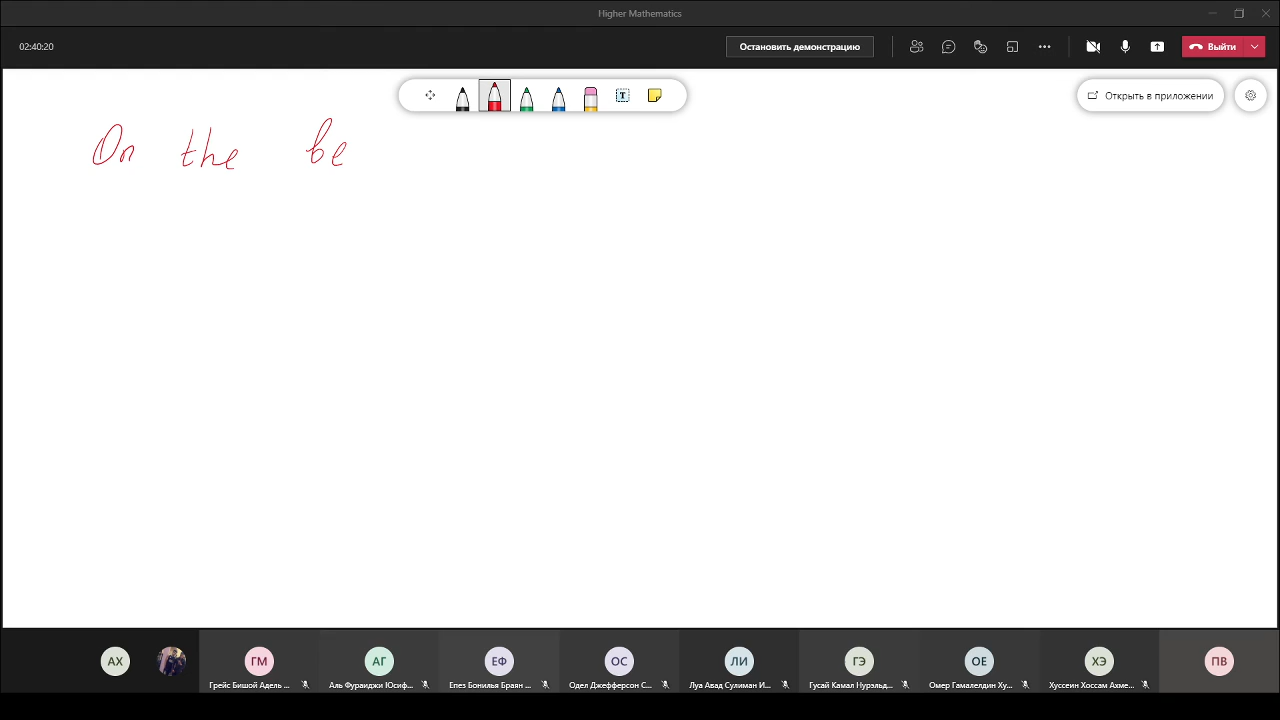 Higher Mathematics
02:40:20
Остановить демонстрацию
Выйти
Открыть в приложении
On the be
АХ
ГМ
АГ
ЕФ
ОС
ЛИ
ГЭ
ОЕ
ХЭ
ПВ
Грейс Бишой Адель ...
Аль Фураиджи Юсиф...
Епез Бонилья Браян ...
Одел Джефферсон С...
Луа Авад Сулиман И...
Гусай Камал Нурэльд...
Омер Гамалелдин Ху...
Хуссеин Хоссам Ахме...